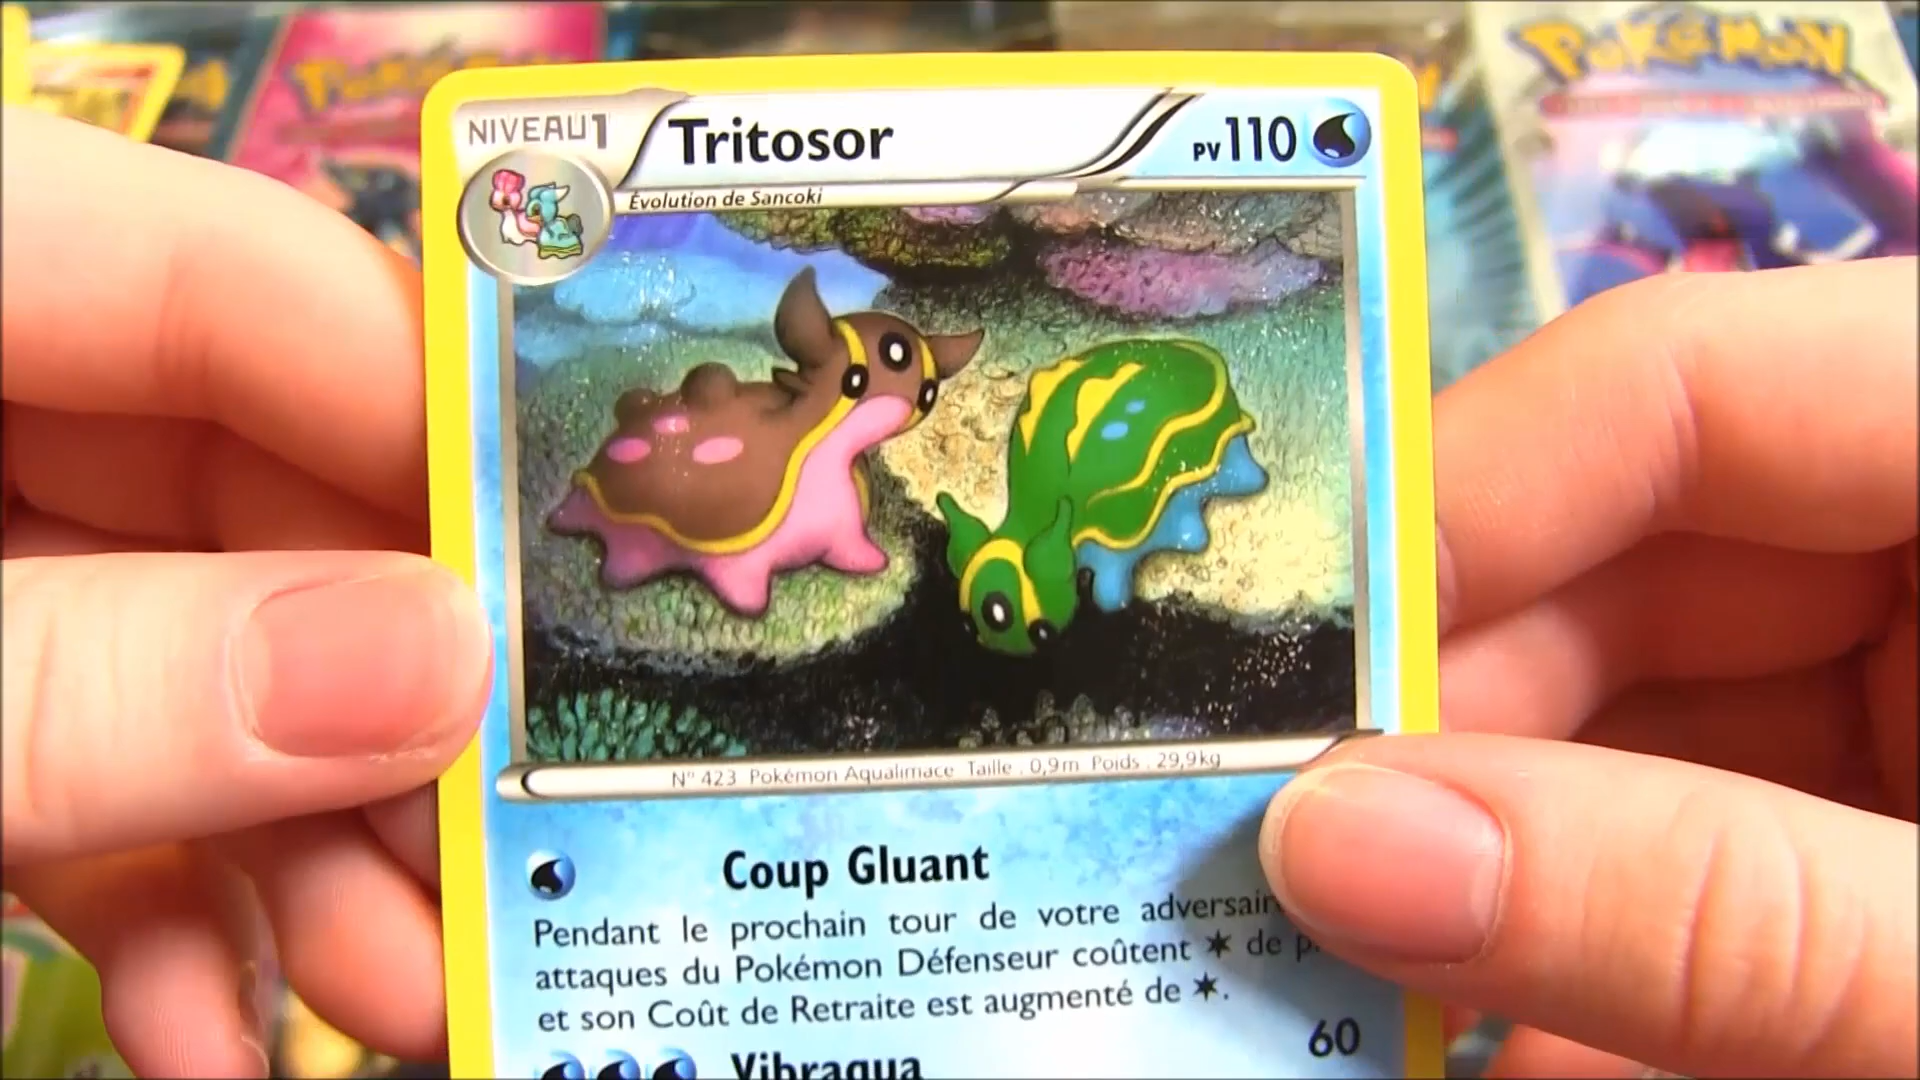 POKéMON
NIVEAU1
Tritosor
PV110
Évolution de Sancoki
N° 423 Pokémon Aqualimace Taille : 0,9m Poids : 29,9kg
Coup Gluant
Pendant le prochain tour de votre
attaques du Pokémon Défenseur coûtent ✶ de
et son Coût de Retraite est augmenté de ✶.
Vibraqua
60